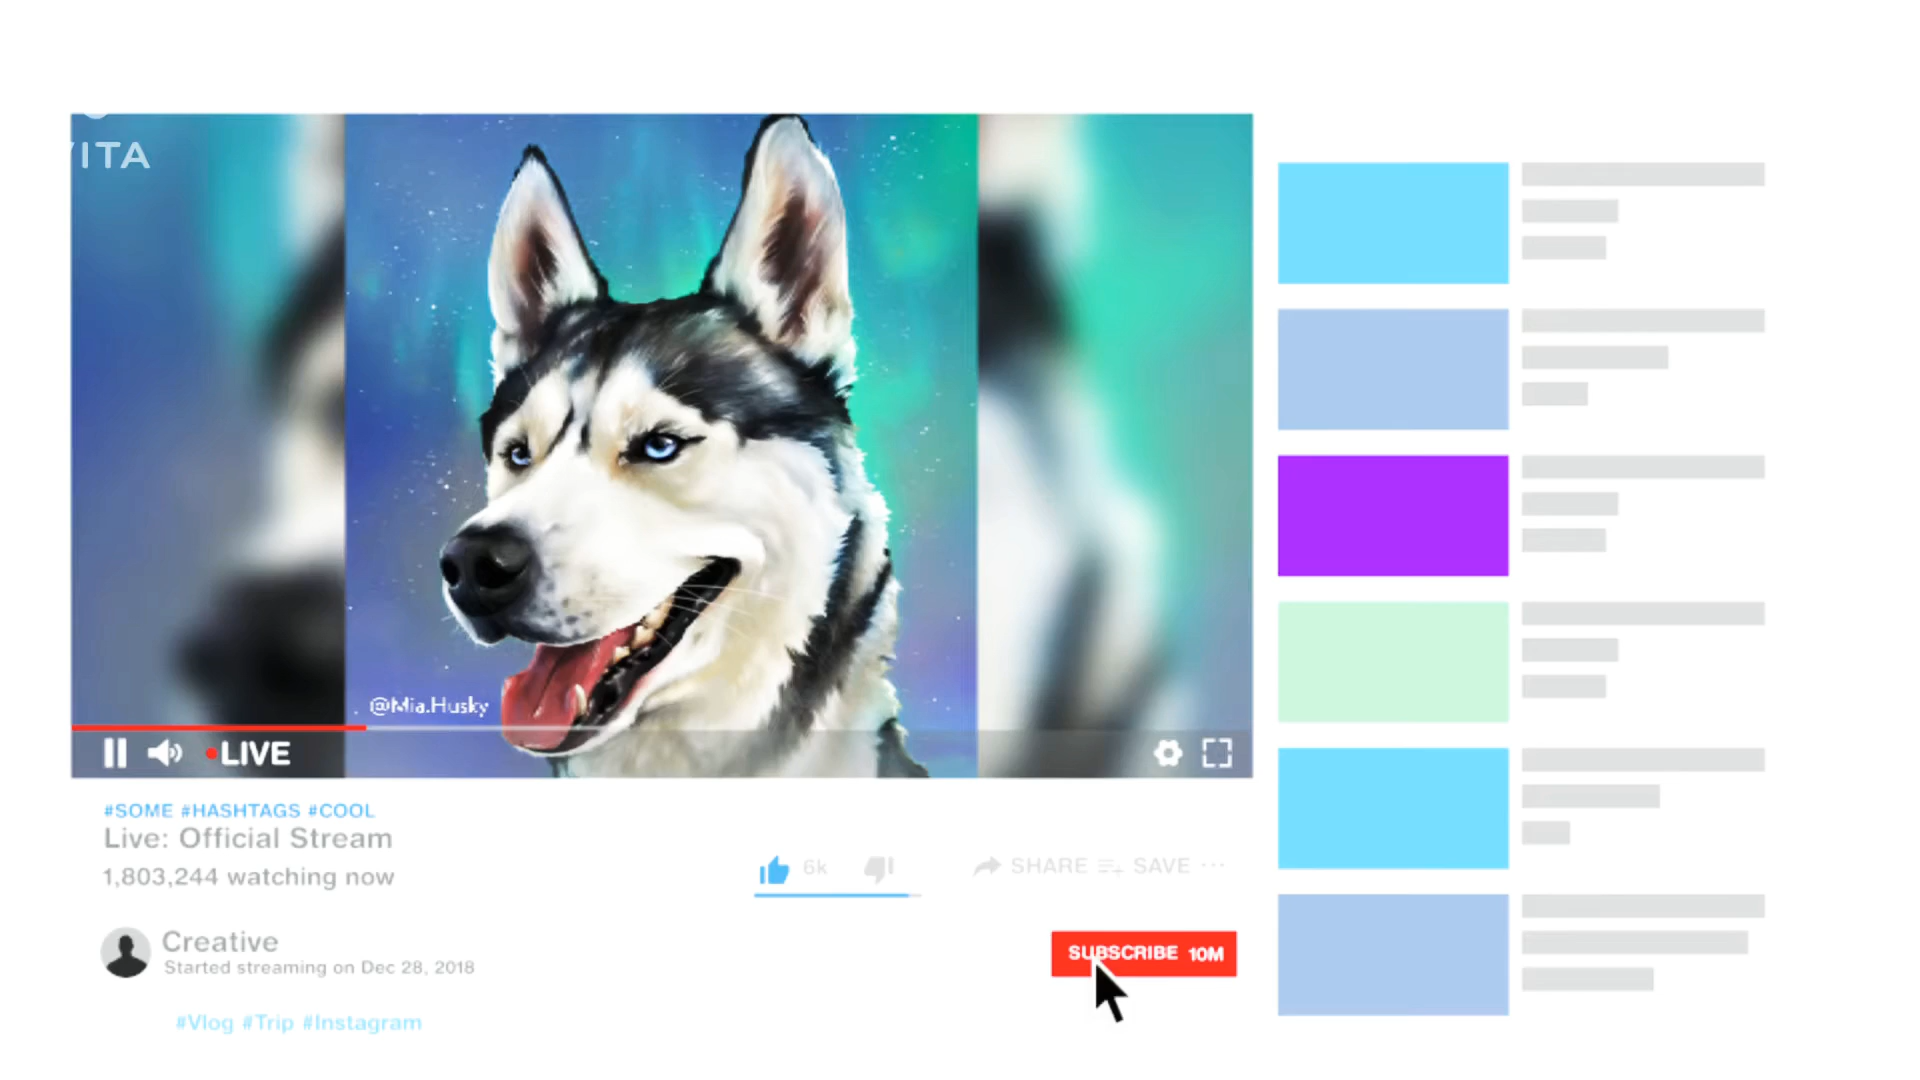 VITA
@Mia.Husky
LIVE
#SOME #HASHTAGS #COOL
Live: Official Stream
1,803,244 watching now
6k
SHARE
SAVE
Creative
Started streaming on Dec 28, 2018
SUBSCRIBE 10M
#Vlog #Trip #Instagram